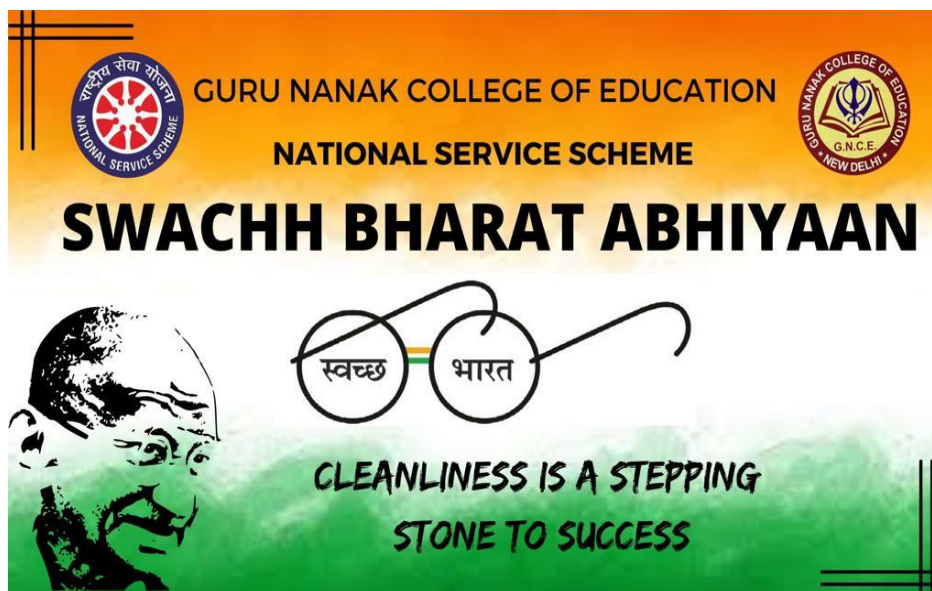 राष्ट्रीय सेवा योजना
NATIONAL SERVICE SCHEME
GURU NANAK COLLEGE OF EDUCATION
NATIONAL SERVICE SCHEME
GURU NANAK COLLEGE OF EDUCATION
G.N.C.E.
* NEW DELHI *
SWACHH BHARAT ABHIYAAN
स्वच्छ भारत
CLEANLINESS IS A STEPPING
STONE TO SUCCESS